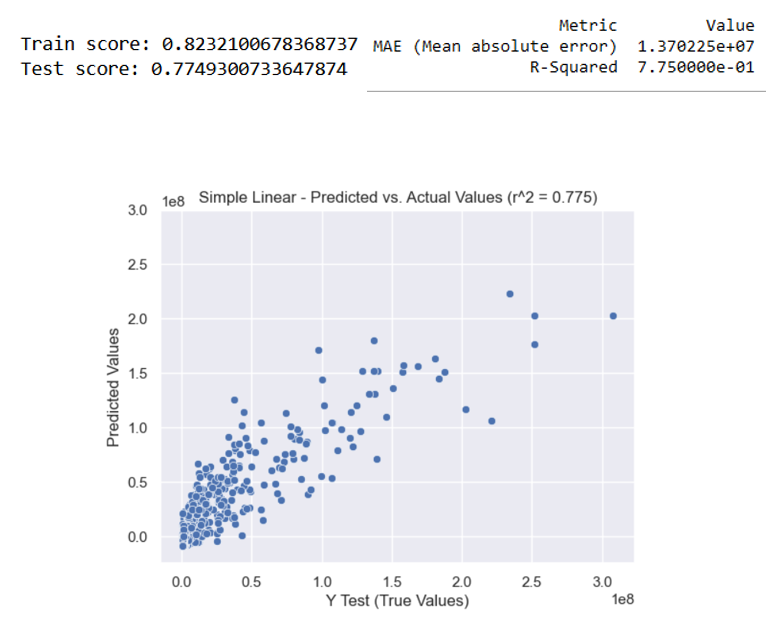 Train score: 0.8232100678368737
Test score: 0.7749300733647874
Metric Value
MAE (Mean absolute error) 1.370225e+07
R-Squared 7.750000e-01
Simple Linear - Predicted vs. Actual Values (r^2 = 0.775)
1e8
3.0
2.5
2.0
1.5
1.0
0.5
0.0
Predicted Values
0.0 0.5 1.0 1.5 2.0 2.5 3.0
Y Test (True Values)
1e8